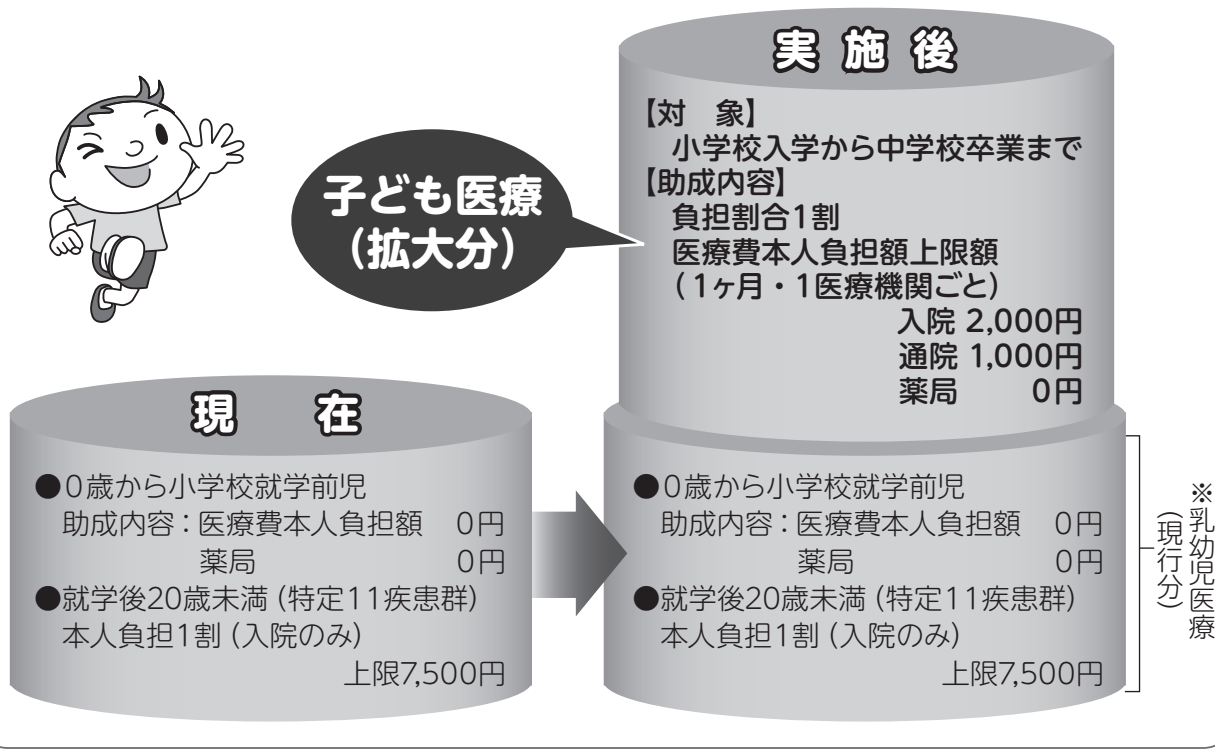 実施後
【対　象】
小学校入学から中学校卒業まで
【助成内容】
負担割合1割
医療費本人負担額上限額
（1ヶ月・1医療機関ごと）
入院 2,000円
通院 1,000円
薬局　　0円
子ども医療
（拡大分）
現　在
●0歳から小学校就学前児
助成内容：医療費本人負担額　0円
薬局　　0円
●就学後20歳未満（特定11疾患群）
本人負担1割（入院のみ）
上限7,500円
●0歳から小学校就学前児
助成内容：医療費本人負担額　0円
薬局　　0円
●就学後20歳未満（特定11疾患群）
本人負担1割（入院のみ）
上限7,500円
※乳幼児医療
（現行分）